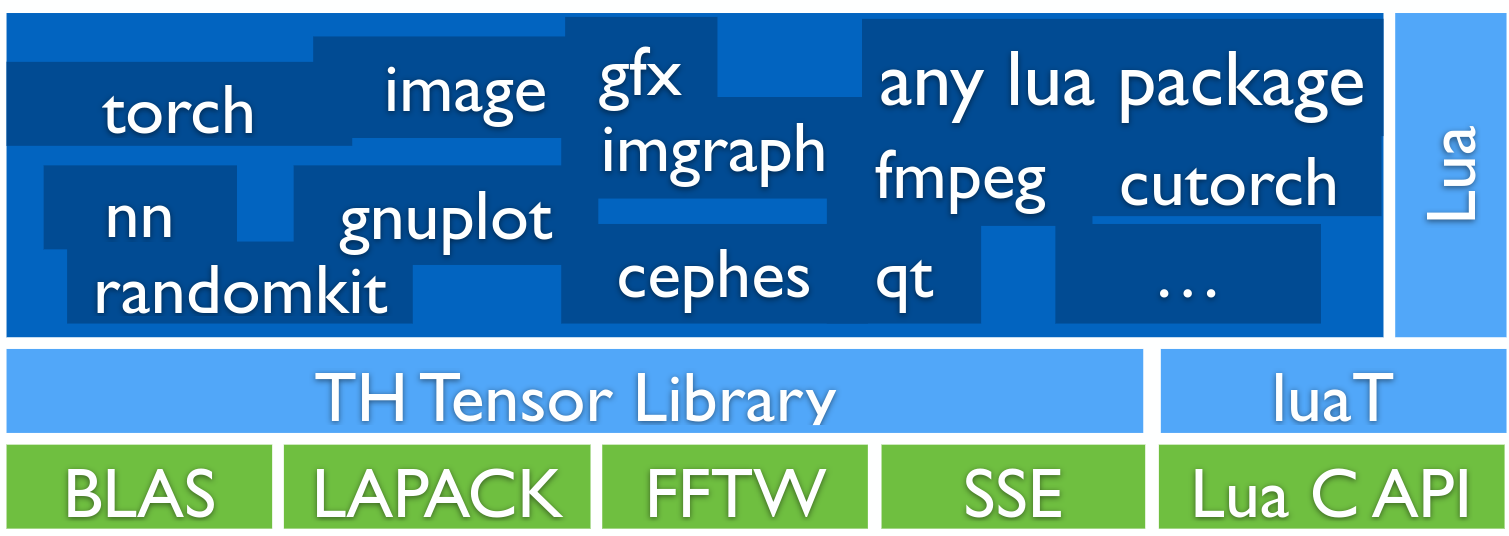 torch
image
gfx
any lua package
imgraph
fmpeg
cutorch
nn
gnuplot
randomkit
cephes
qt
...
Lua
TH Tensor Library
luaT
BLAS
LAPACK
FFTW
SSE
Lua C API